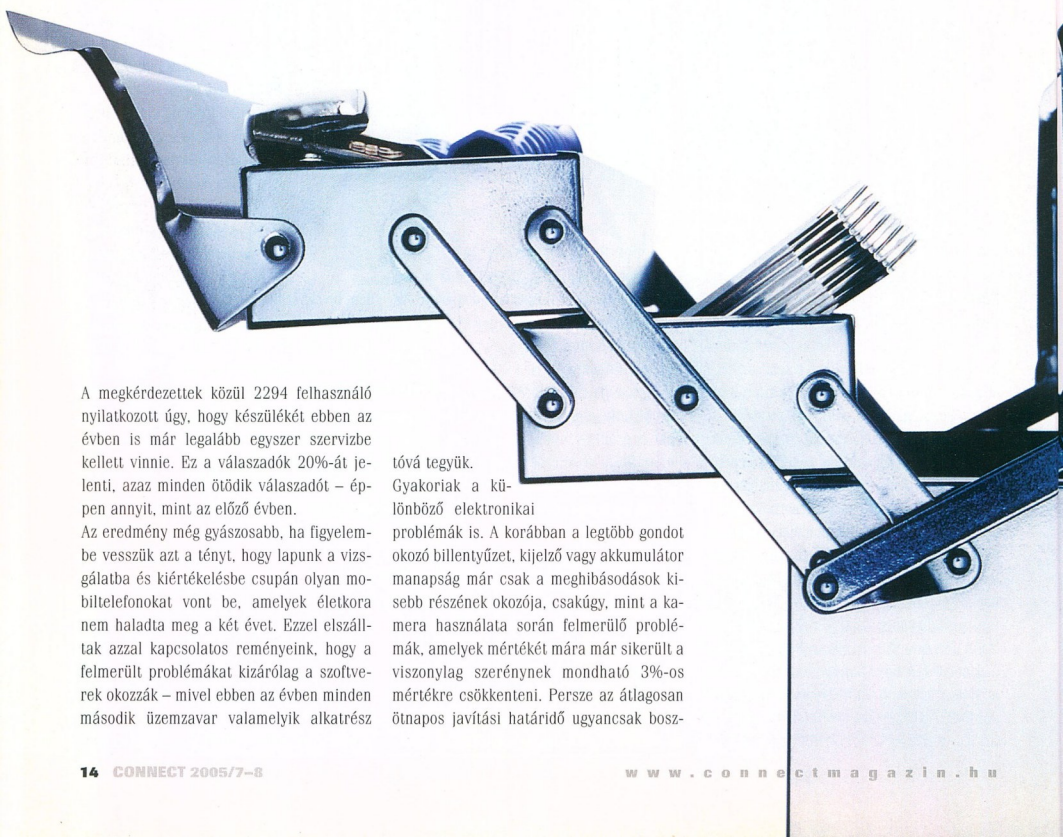 A megkérdezettek közül 2294 felhasználó
nyilatkozott úgy, hogy készülékét ebben az
évben is már legalább egyszer szervizbe
kellett vinnie. Ez a válaszadók 20%-át je-
lenti, azaz minden ötödik válaszadót – ép-
pen annyit, mint az előző évben.
Az eredmény még gyászosabb, ha figyelem-
be vesszük azt a tényt, hogy lapunk a vizs-
gálatba és kiértékelésbe csupán olyan mo-
biltelefonokat vont be, amelyek életkora
nem haladta meg a két évet. Ezzel elszáll-
tak azzal kapcsolatos reményeink, hogy a
felmerült problémákat kizárólag a szoftve-
rek okozzák – mivel ebben az évben minden
második üzemzavar valamelyik alkatrész
tóvá tegyük.
Gyakoriak a kü-
lönböző elektronikai
problémák is. A korábban a legtöbb gondot
okozó billentyűzet, kijelző vagy akkumulátor
manapság már csak a meghibásodások ki-
sebb részének okozója, csakúgy, mint a ka-
mera használata során felmerülő problé-
mák, amelyek mértékét mára már sikerült a
viszonylag szerénynek mondható 3%-os
mértékre csökkenteni. Persze az átlagosan
ötnapos javítási határidő ugyancsak bosz-
14 CONNECT 2005/7–8
www.connectmagazin.hu